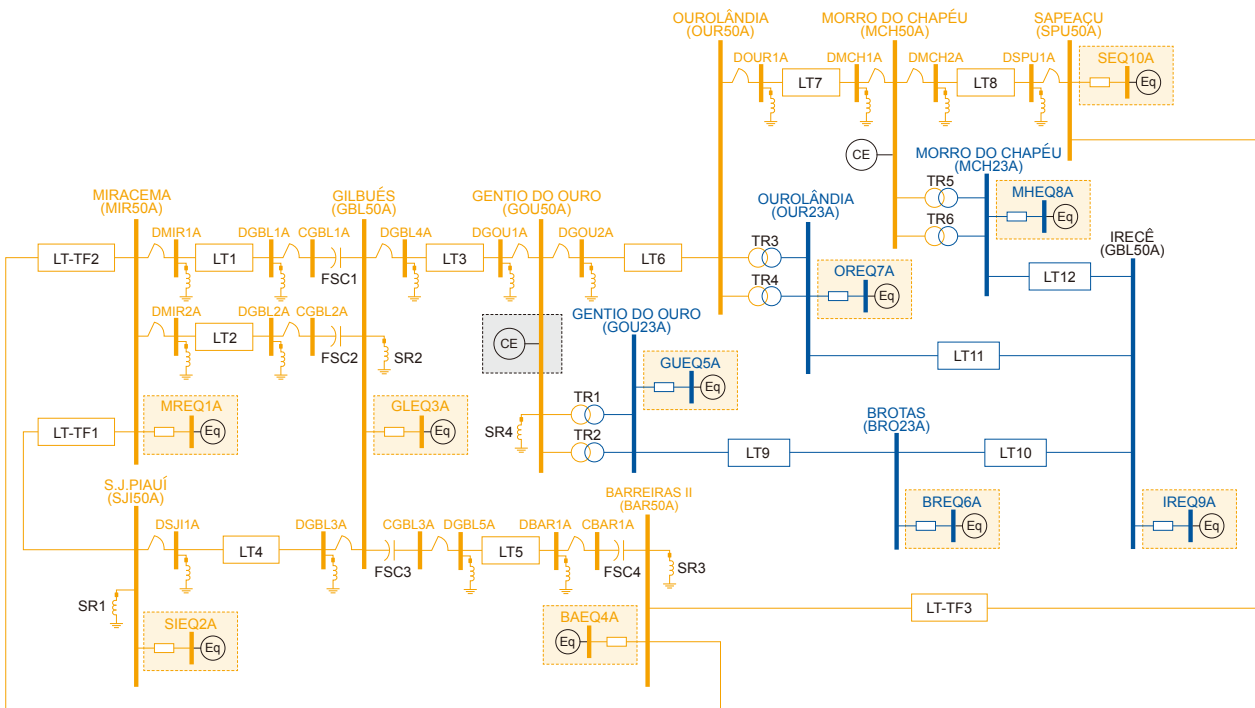 OUROLÂNDIA
(OUR50A)
MORRO DO CHAPÉU
(MCH50A)
SAPEAÇU
(SPU50A)
DOUR1A
LT7
DMCH1A
DMCH2A
LT8
DSPU1A
SEQ10A
Eq
CE
MORRO DO CHAPÉU
(MCH23A)
TR5
TR6
MHEQ8A
Eq
MIRACEMA
(MIR50A)
GILBUÉS
(GBL50A)
GENTIO DO OURO
(GOU50A)
OUROLÂNDIA
(OUR23A)
IRECÊ
(GBL50A)
LT-TF2
DMIR1A
LT1
DGBL1A
CGBL1A
FSC1
DGBL4A
LT3
DGOU1A
DGOU2A
LT6
TR3
TR4
OREQ7A
Eq
LT12
DMIR2A
LT2
DGBL2A
CGBL2A
FSC2
SR2
CE
GENTIO DO OURO
(GOU23A)
LT11
GUEQ5A
Eq
LT-TF1
MREQ1A
Eq
GLEQ3A
Eq
SR4
TR1
TR2
LT9
BROTAS
(BRO23A)
LT10
S.J.PIAUÍ
(SJI50A)
BARREIRAS II
(BAR50A)
BREQ6A
Eq
IREQ9A
Eq
DSJI1A
LT4
DGBL3A
CGBL3A
FSC3
DGBL5A
LT5
DBAR1A
CBAR1A
FSC4
SR3
SR1
SIEQ2A
Eq
BAEQ4A
Eq
LT-TF3